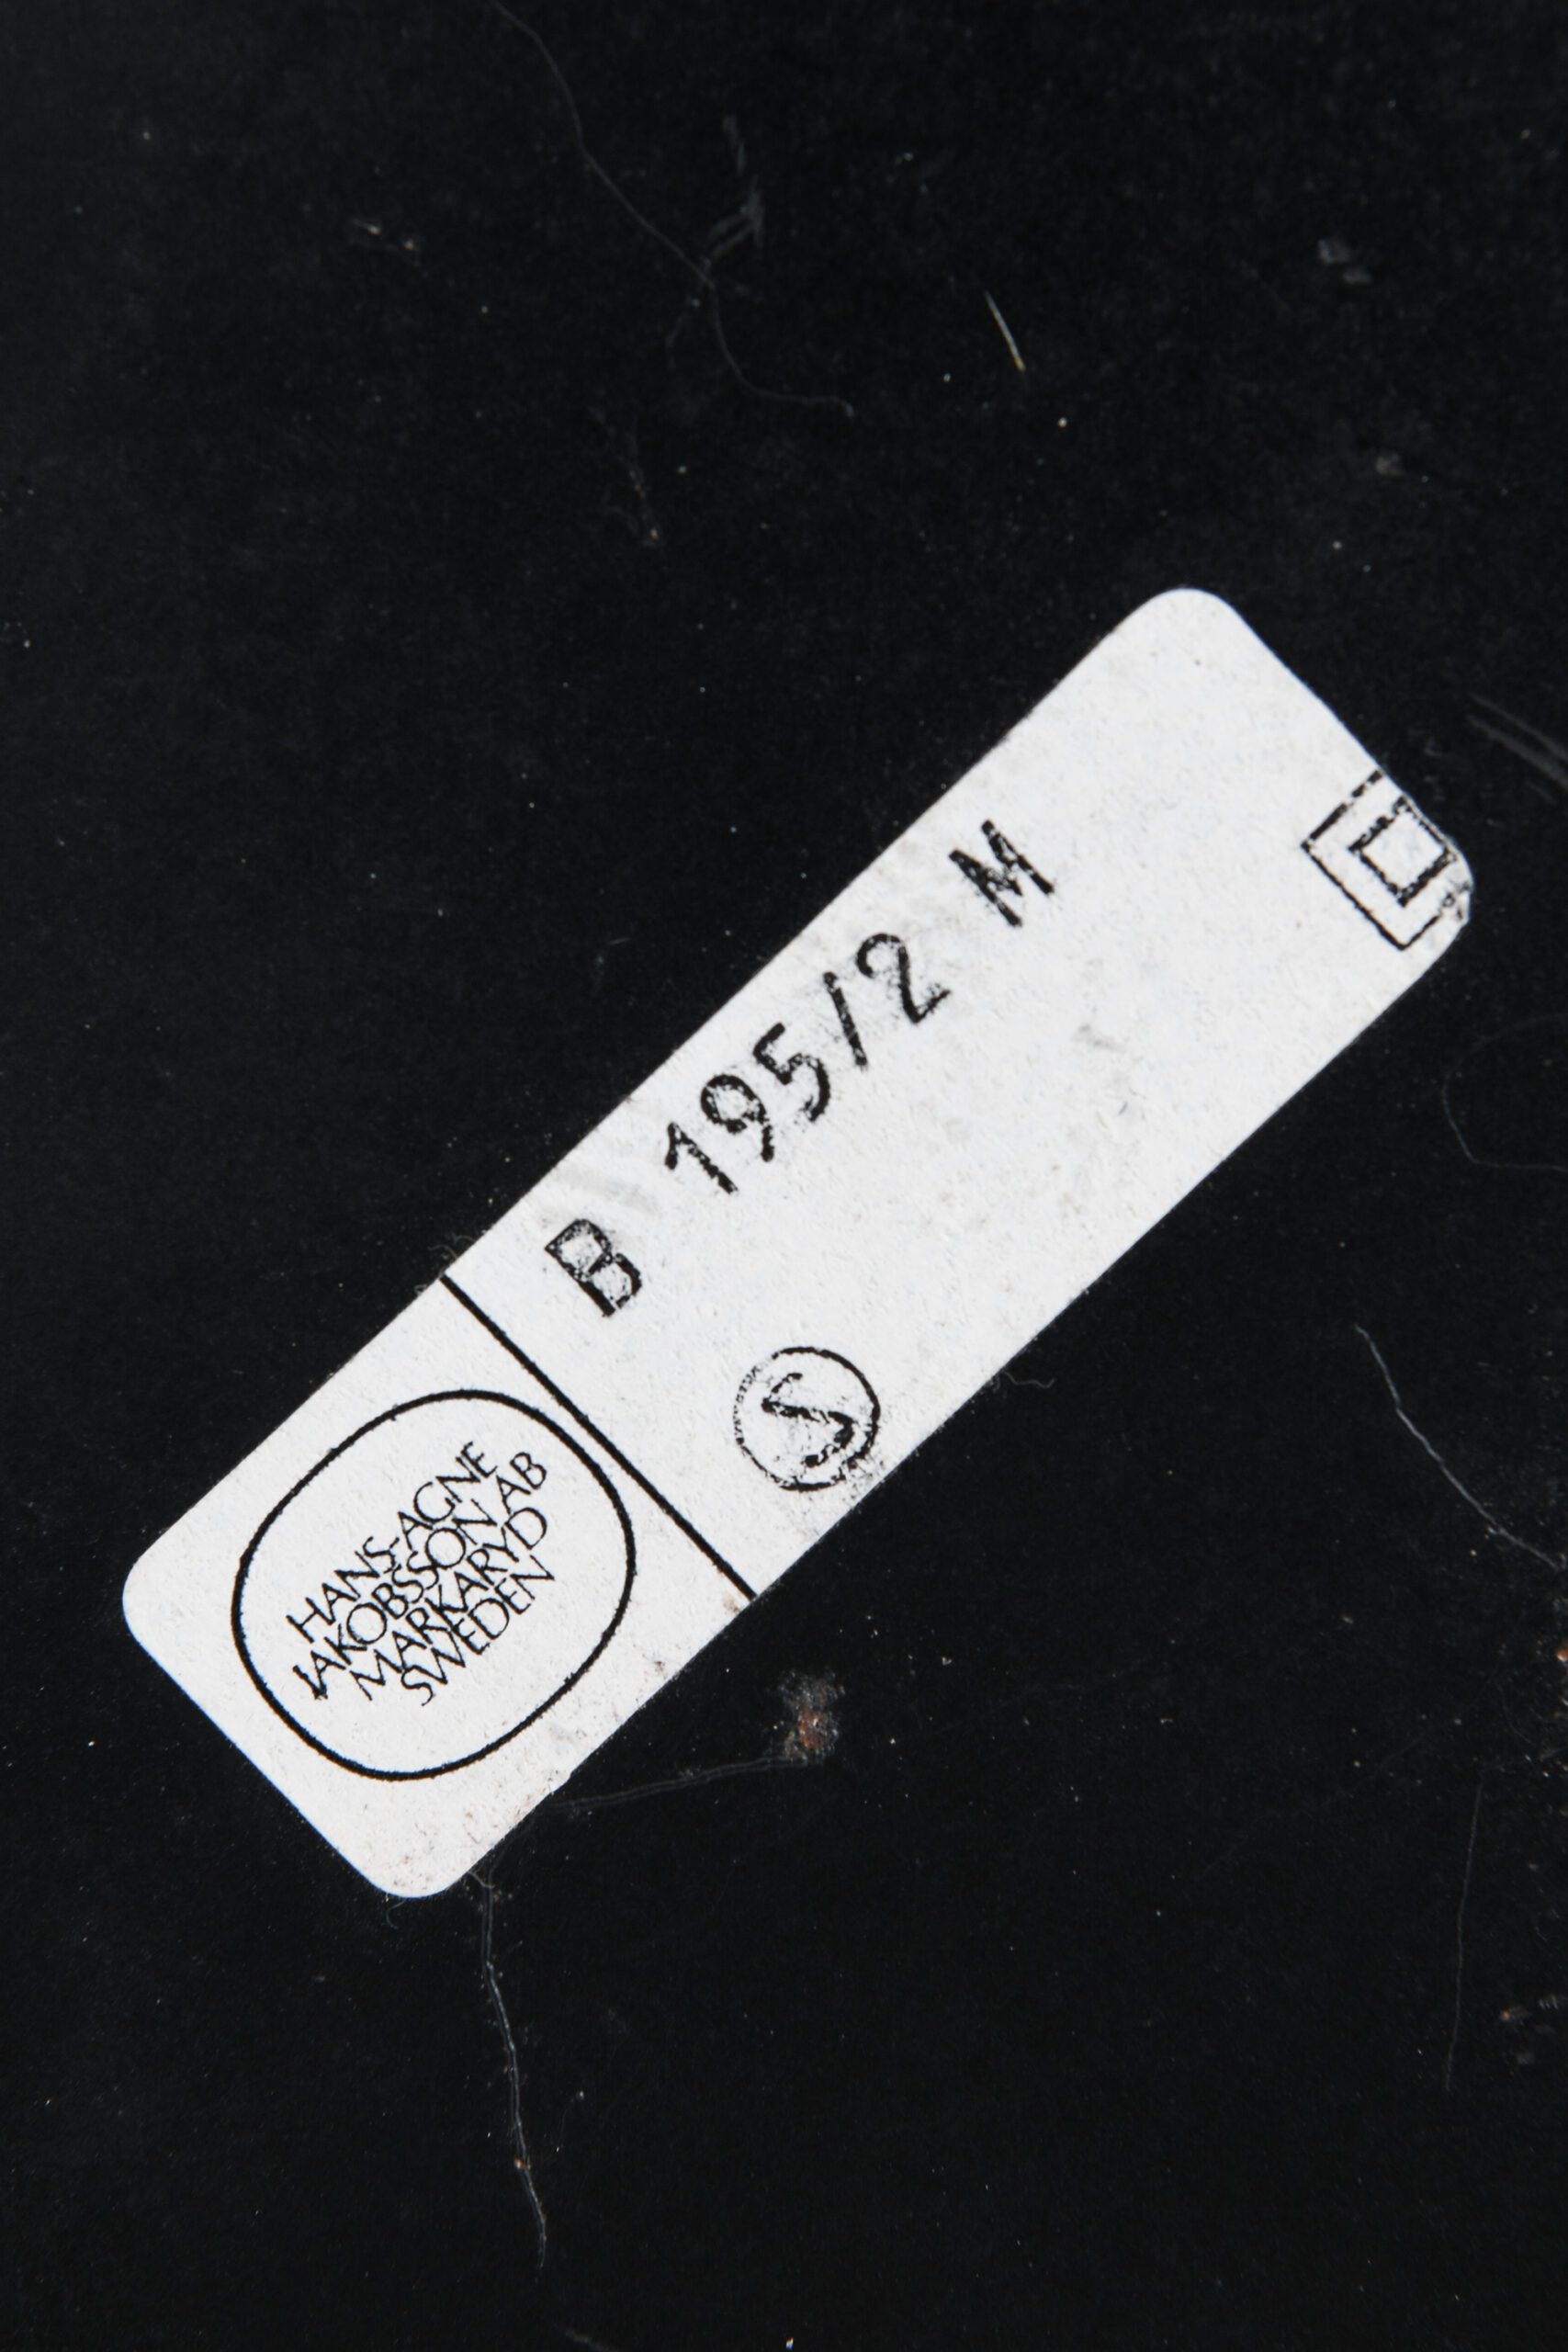 HANS-AGNE
JAKOBSSON AB
MARKARYD
SWEDEN
B 195/2 M
S